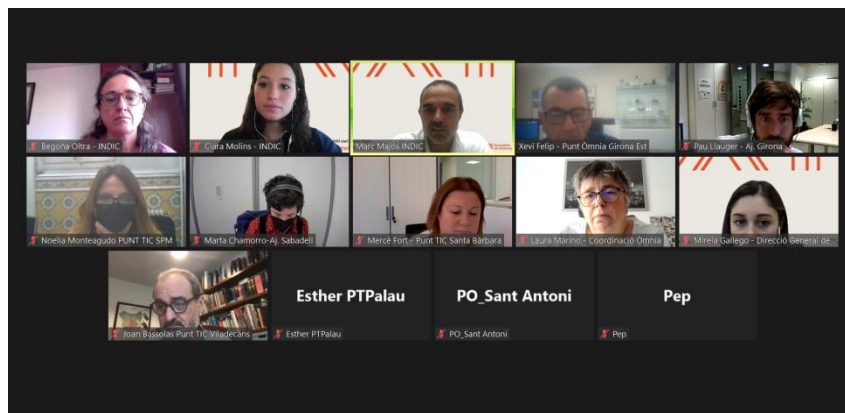 Begoña Oltra - INDIC
Clara Molins - INDIC
Marc Majós INDIC
Xevi Felip - Punt Òmnia Girona Est
Pau Llauger - Aj. Girona
Noelia Monteagudo PUNT TIC SPM
Marta Chamorro-Aj. Sabadell
Mercè Fort - Punt TIC Santa Bàrbara
Laura Marino - Coordinació Òmnia
Mireia Gallego - Direcció General de...
Joan Bassolas Punt TIC Viladecans
Esther PTPalau
Esther PTPalau
PO_Sant Antoni
PO_Sant Antoni
Pep
Pep